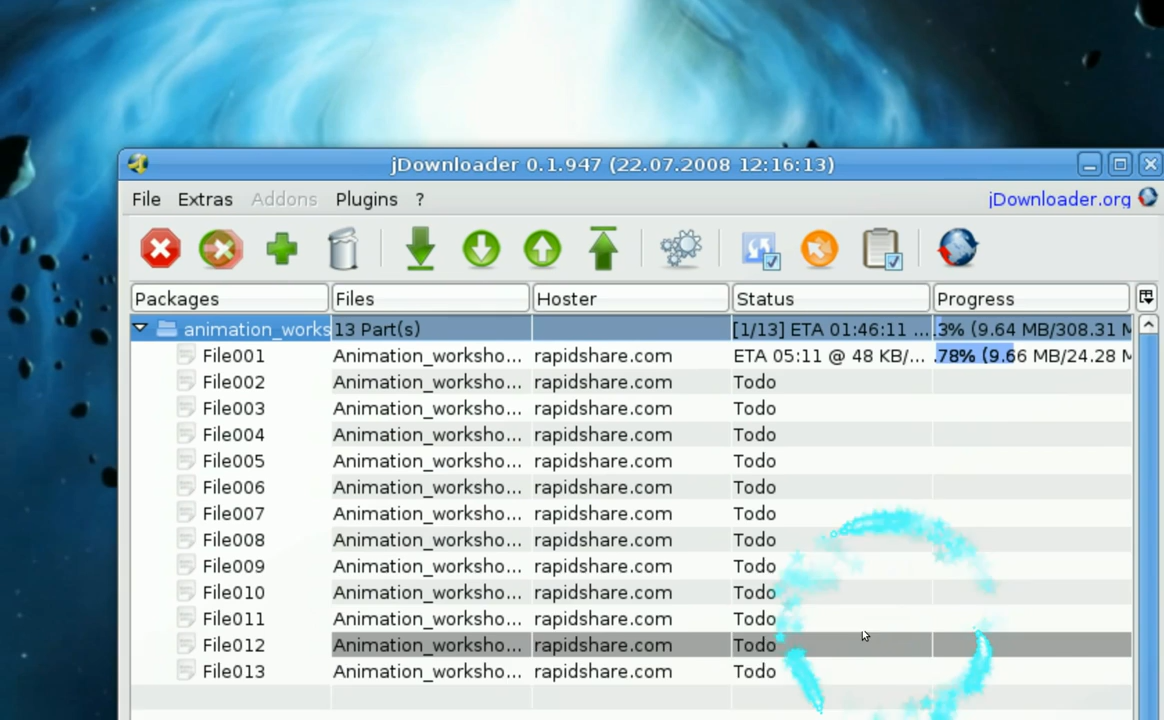 jDownloader 0.1.947 (22.07.2008 12:16:13)
File Extras Addons Plugins ? jDownloader.org
Packages Files Hoster Status Progress
animation_works 13 Part(s) [1/13] ETA 01:46:11 ... .3% (9.64 MB/308.31 M
File001 Animation_worksho... rapidshare.com ETA 05:11 @ 48 KB/... .78% (9.66 MB/24.28 M
File002 Animation_worksho... rapidshare.com Todo
File003 Animation_worksho... rapidshare.com Todo
File004 Animation_worksho... rapidshare.com Todo
File005 Animation_worksho... rapidshare.com Todo
File006 Animation_worksho... rapidshare.com Todo
File007 Animation_worksho... rapidshare.com Todo
File008 Animation_worksho... rapidshare.com Todo
File009 Animation_worksho... rapidshare.com Todo
File010 Animation_worksho... rapidshare.com Todo
File011 Animation_worksho... rapidshare.com Todo
File012 Animation_worksho... rapidshare.com Todo
File013 Animation_worksho... rapidshare.com Todo